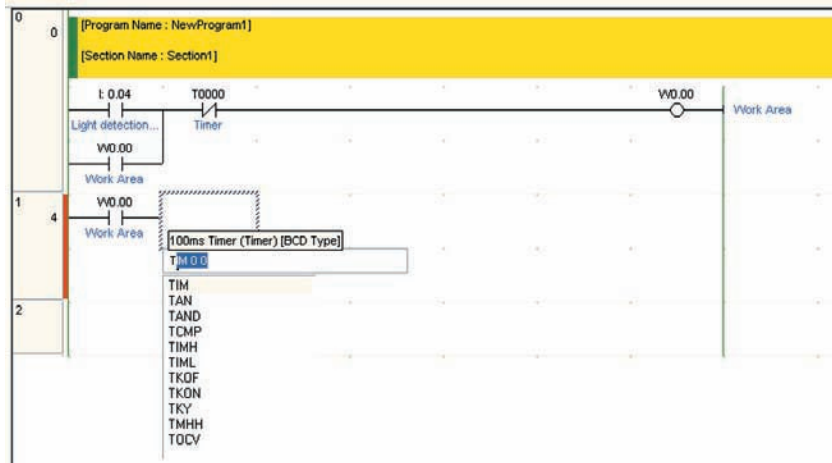 0
0
[Program Name : NewProgram1]
[Section Name : Section1]
I: 0.04 T0000 W0.00
Light detection... Timer Work Area
W0.00
Work Area
1
4
W0.00
Work Area
100ms Timer (Timer) [BCD Type]
TIM 0 0
TIM
TAN
TAND
TCMP
TIMH
TIML
TKOF
TKON
TKY
TMHH
TOCV
2